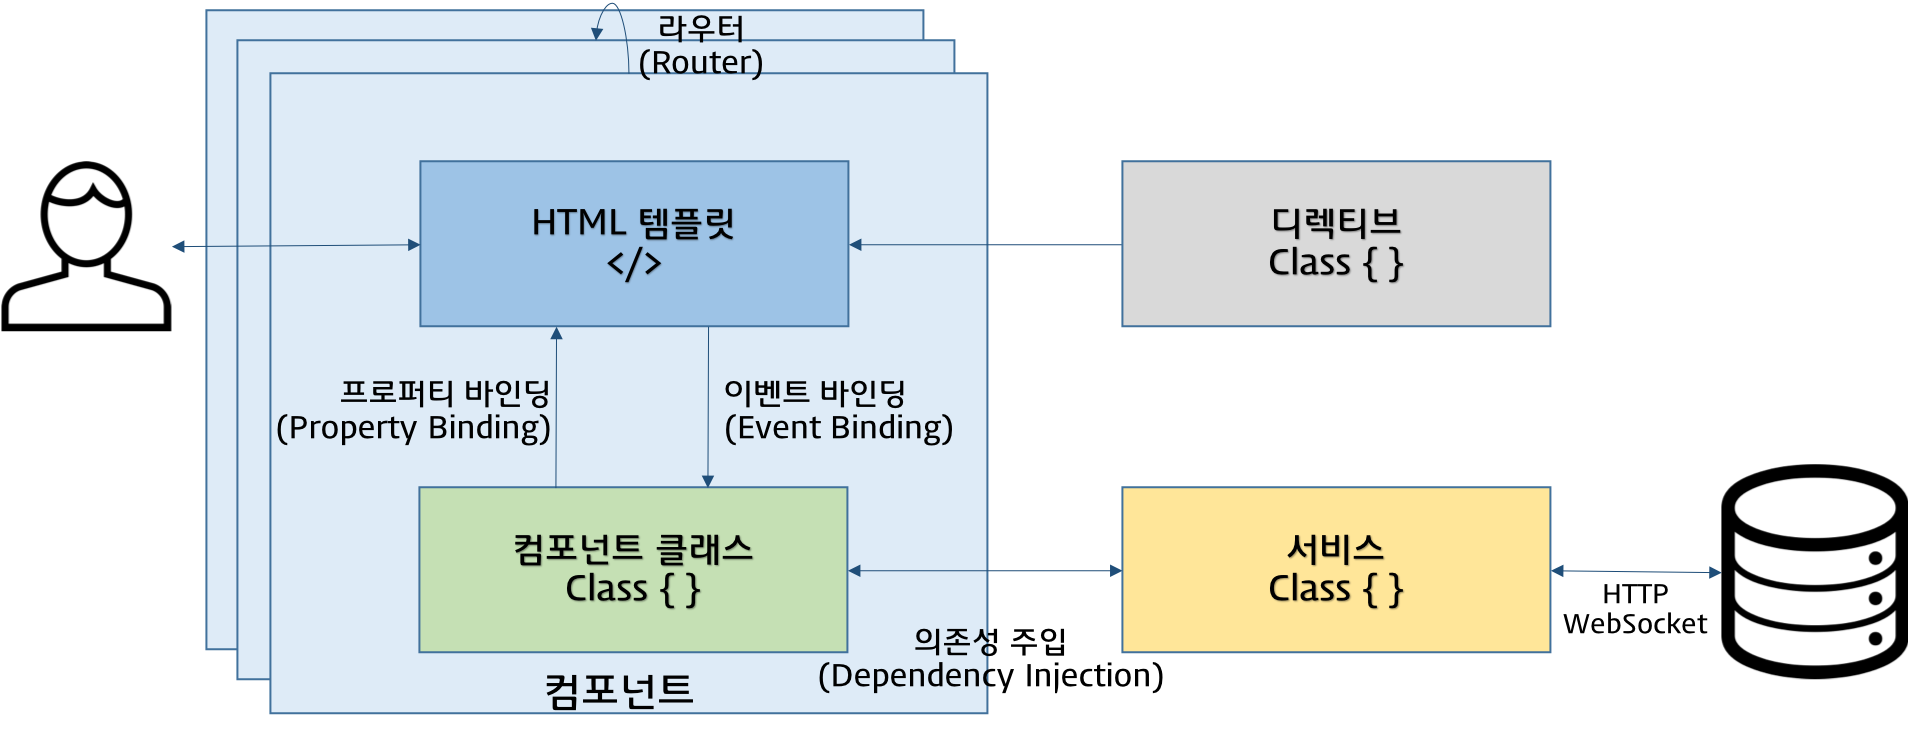 라우터
(Router)
HTML 템플릿
</>
디렉티브
Class { }
프로퍼티 바인딩
(Property Binding)
이벤트 바인딩
(Event Binding)
컴포넌트 클래스
Class { }
서비스
Class { }
HTTP
WebSocket
의존성 주입
(Dependency Injection)
컴포넌트